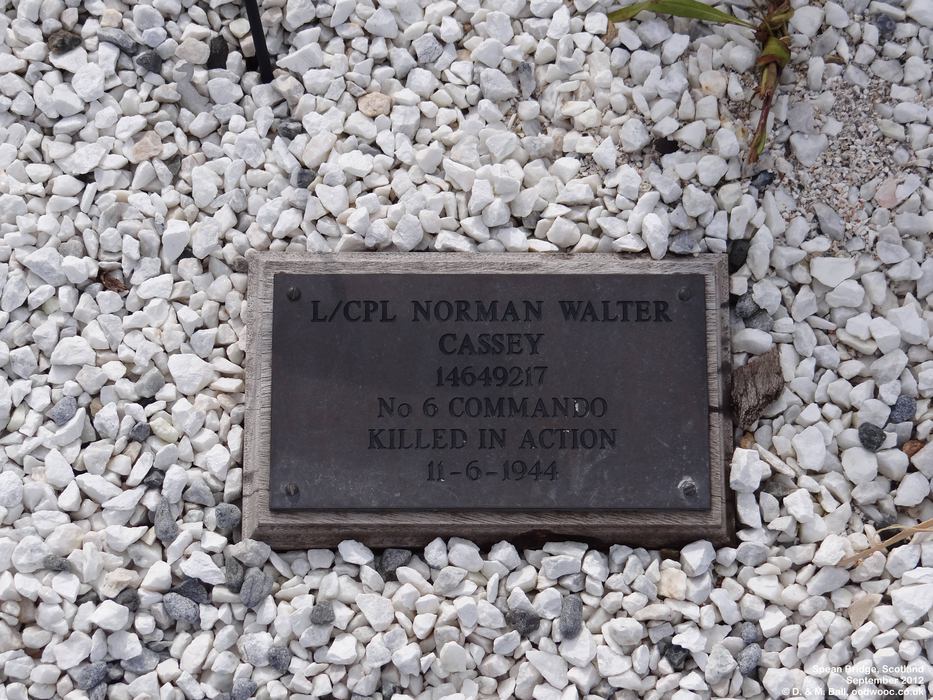 L/CPL NORMAN WALTER
CASSEY
14649217
No 6 COMMANDO
KILLED IN ACTION
11-6-1944
Spean Bridge, Scotland
September 2012
© D. & M. Ball, oodwooc.co.uk